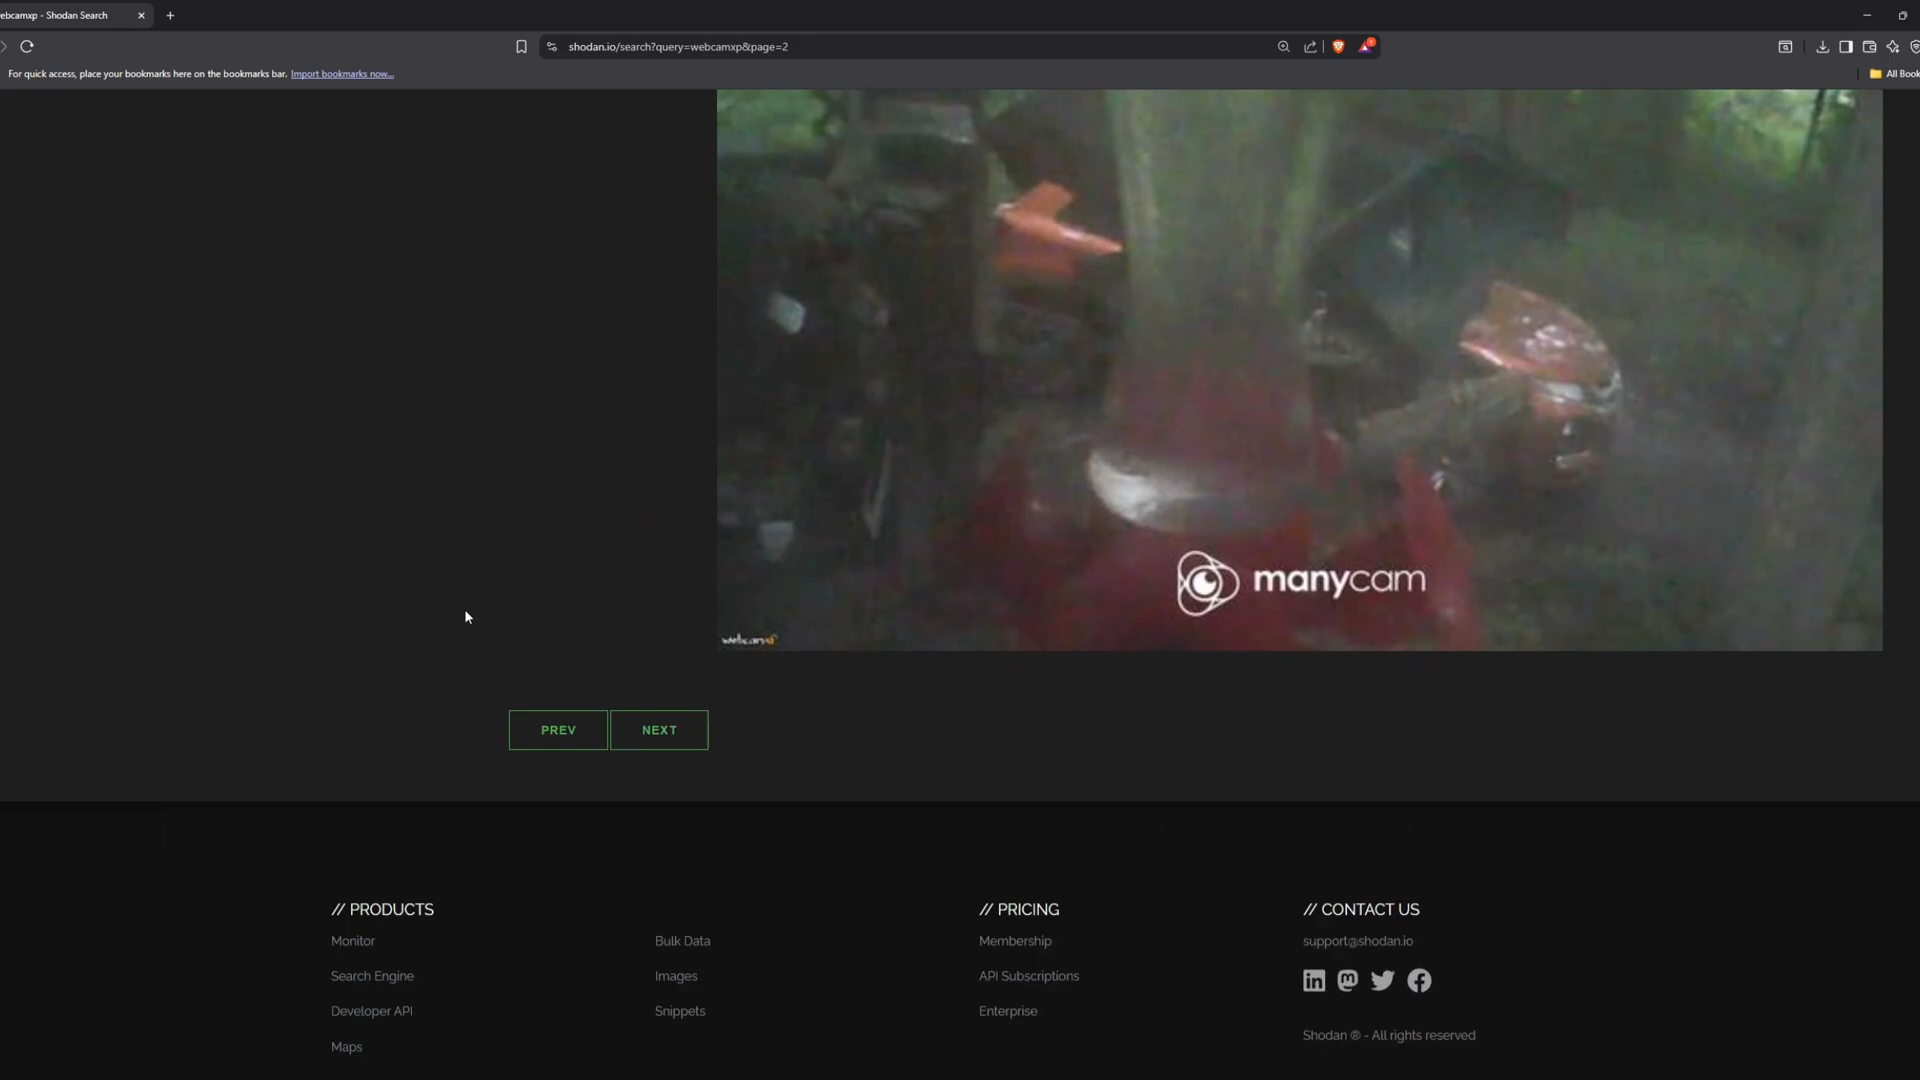 webcamxp - Shodan Search
shodan.io/search?query=webcamxp&page=2
For quick access, place your bookmarks here on the bookmarks bar. Import bookmarks now...
All Book
manycam
webcamxp
PREV
NEXT
// PRODUCTS
Monitor
Search Engine
Developer API
Maps
Bulk Data
Images
Snippets
// PRICING
Membership
API Subscriptions
Enterprise
// CONTACT US
support@shodan.io
Shodan ® - All rights reserved